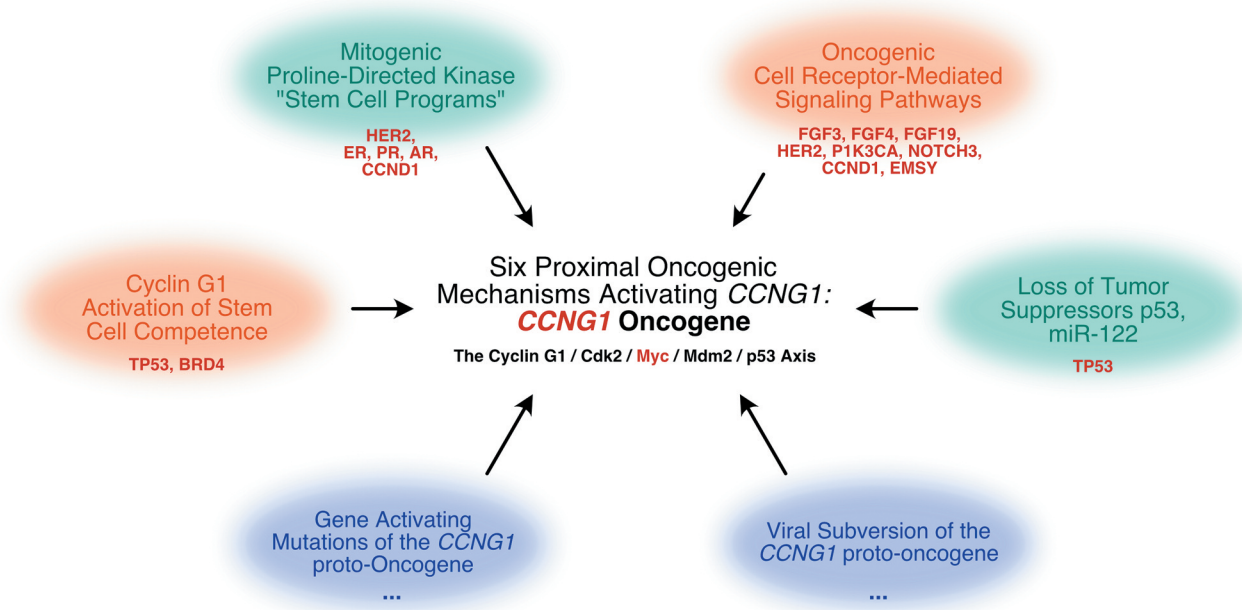 Mitogenic
Proline-Directed Kinase
"Stem Cell Programs"
HER2,
ER, PR, AR,
CCND1
Oncogenic
Cell Receptor-Mediated
Signaling Pathways
FGF3, FGF4, FGF19,
HER2, P1K3CA, NOTCH3,
CCND1, EMSY
Cyclin G1
Activation of Stem
Cell Competence
TP53, BRD4
Six Proximal Oncogenic
Mechanisms Activating CCNG1:
CCNG1 Oncogene
The Cyclin G1 / Cdk2 / Myc / Mdm2 / p53 Axis
Loss of Tumor
Suppressors p53,
miR-122
TP53
Gene Activating
Mutations of the CCNG1
proto-Oncogene
...
Viral Subversion of the
CCNG1 proto-oncogene
...